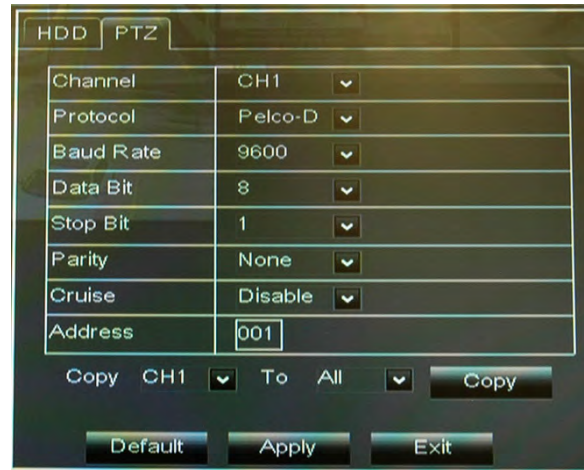 HDD PTZ
Channel CH1
Protocol Pelco-D
Baud Rate 9600
Data Bit 8
Stop Bit 1
Parity None
Cruise Disable
Address 001
Copy CH1 To All Copy
Default Apply Exit